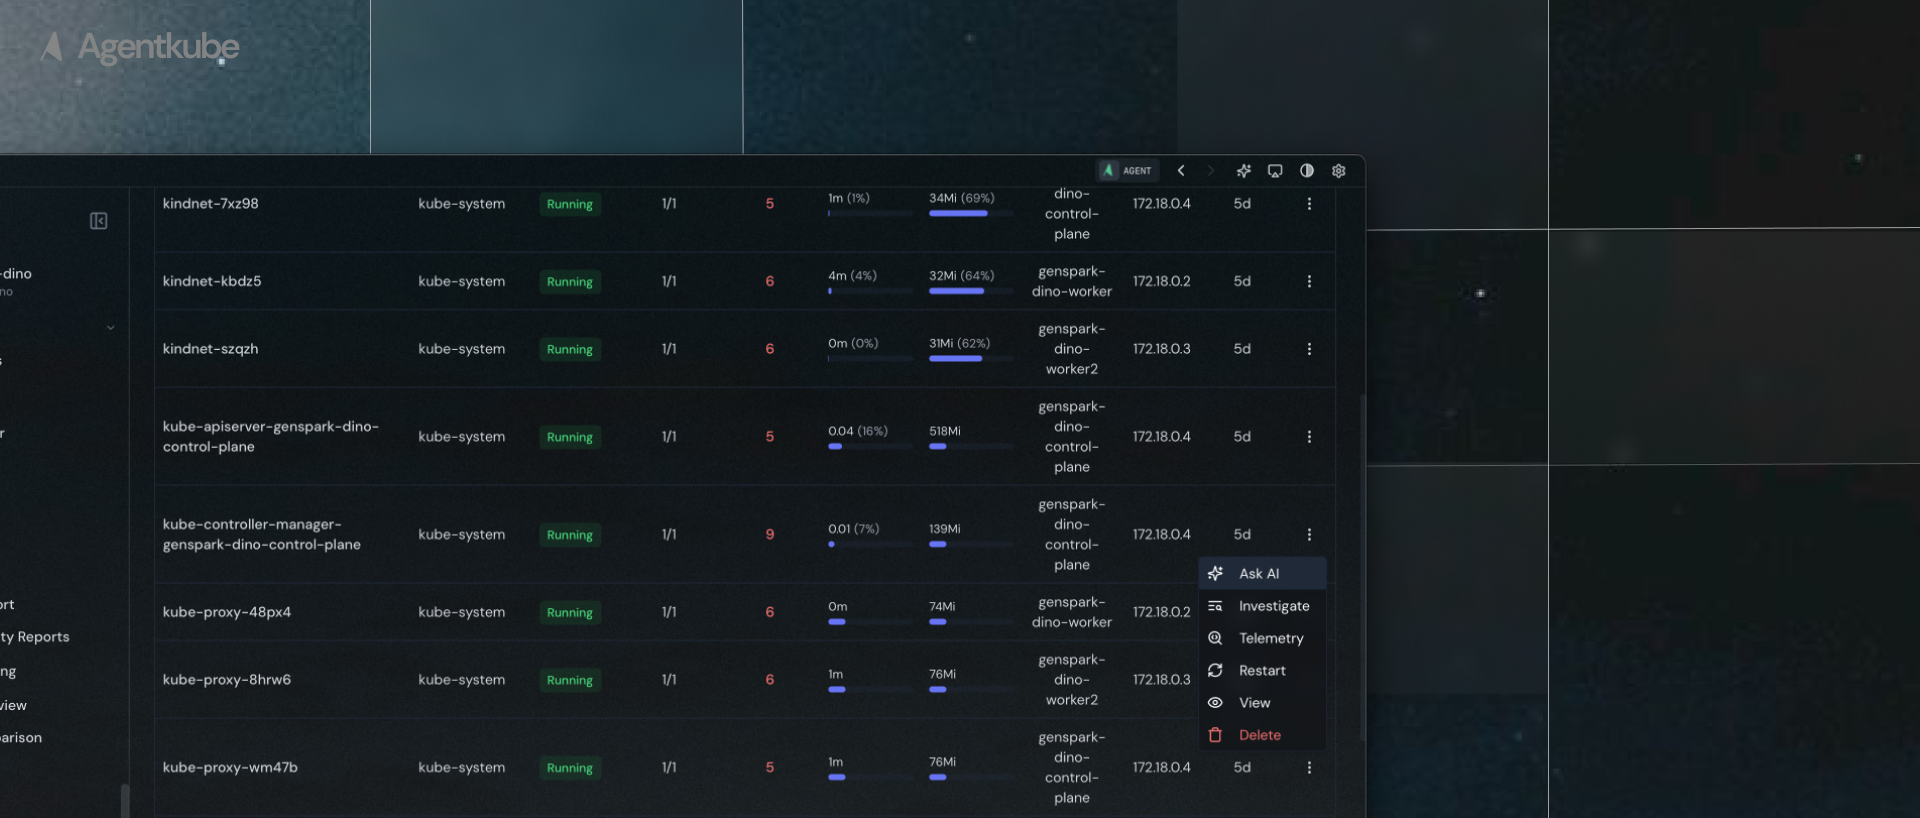 Agentkube
AGENT
-dino
no
s
r
ort
ty Reports
ng
view
arison
kindnet-7xz98 kube-system Running 1/1 5 1m (1%) 34Mi (69%) dino-
control-
plane 172.18.0.4 5d
kindnet-kbdz5 kube-system Running 1/1 6 4m (4%) 32Mi (64%) genspark-
dino-worker 172.18.0.2 5d
kindnet-szqzh kube-system Running 1/1 6 0m (0%) 31Mi (62%) genspark-
dino-
worker2 172.18.0.3 5d
kube-apiserver-genspark-dino-
control-plane kube-system Running 1/1 5 0.04 (16%) 518Mi genspark-
dino-
control-
plane 172.18.0.4 5d
kube-controller-manager-
genspark-dino-control-plane kube-system Running 1/1 9 0.01 (7%) 139Mi genspark-
dino-
control-
plane 172.18.0.4 5d
kube-proxy-48px4 kube-system Running 1/1 6 0m 74Mi genspark-
dino-worker 172.18.0.2
kube-proxy-8hrw6 kube-system Running 1/1 6 1m 76Mi genspark-
dino-
worker2 172.18.0.3
kube-proxy-wm47b kube-system Running 1/1 5 1m 76Mi genspark-
dino-
control-
plane 172.18.0.4 5d
Ask AI
Investigate
Telemetry
Restart
View
Delete